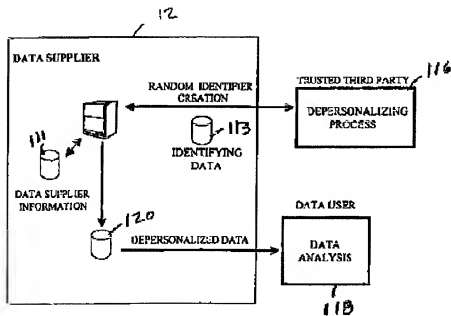 12
DATA SUPPLIER
RANDOM IDENTIFIER
CREATION
TRUSTED THIRD PARTY
116
DEPERSONALIZING
PROCESS
111
113
IDENTIFYING
DATA
DATA SUPPLIER
INFORMATION
120
DEPERSONALIZED DATA
DATA USER
DATA
ANALYSIS
118